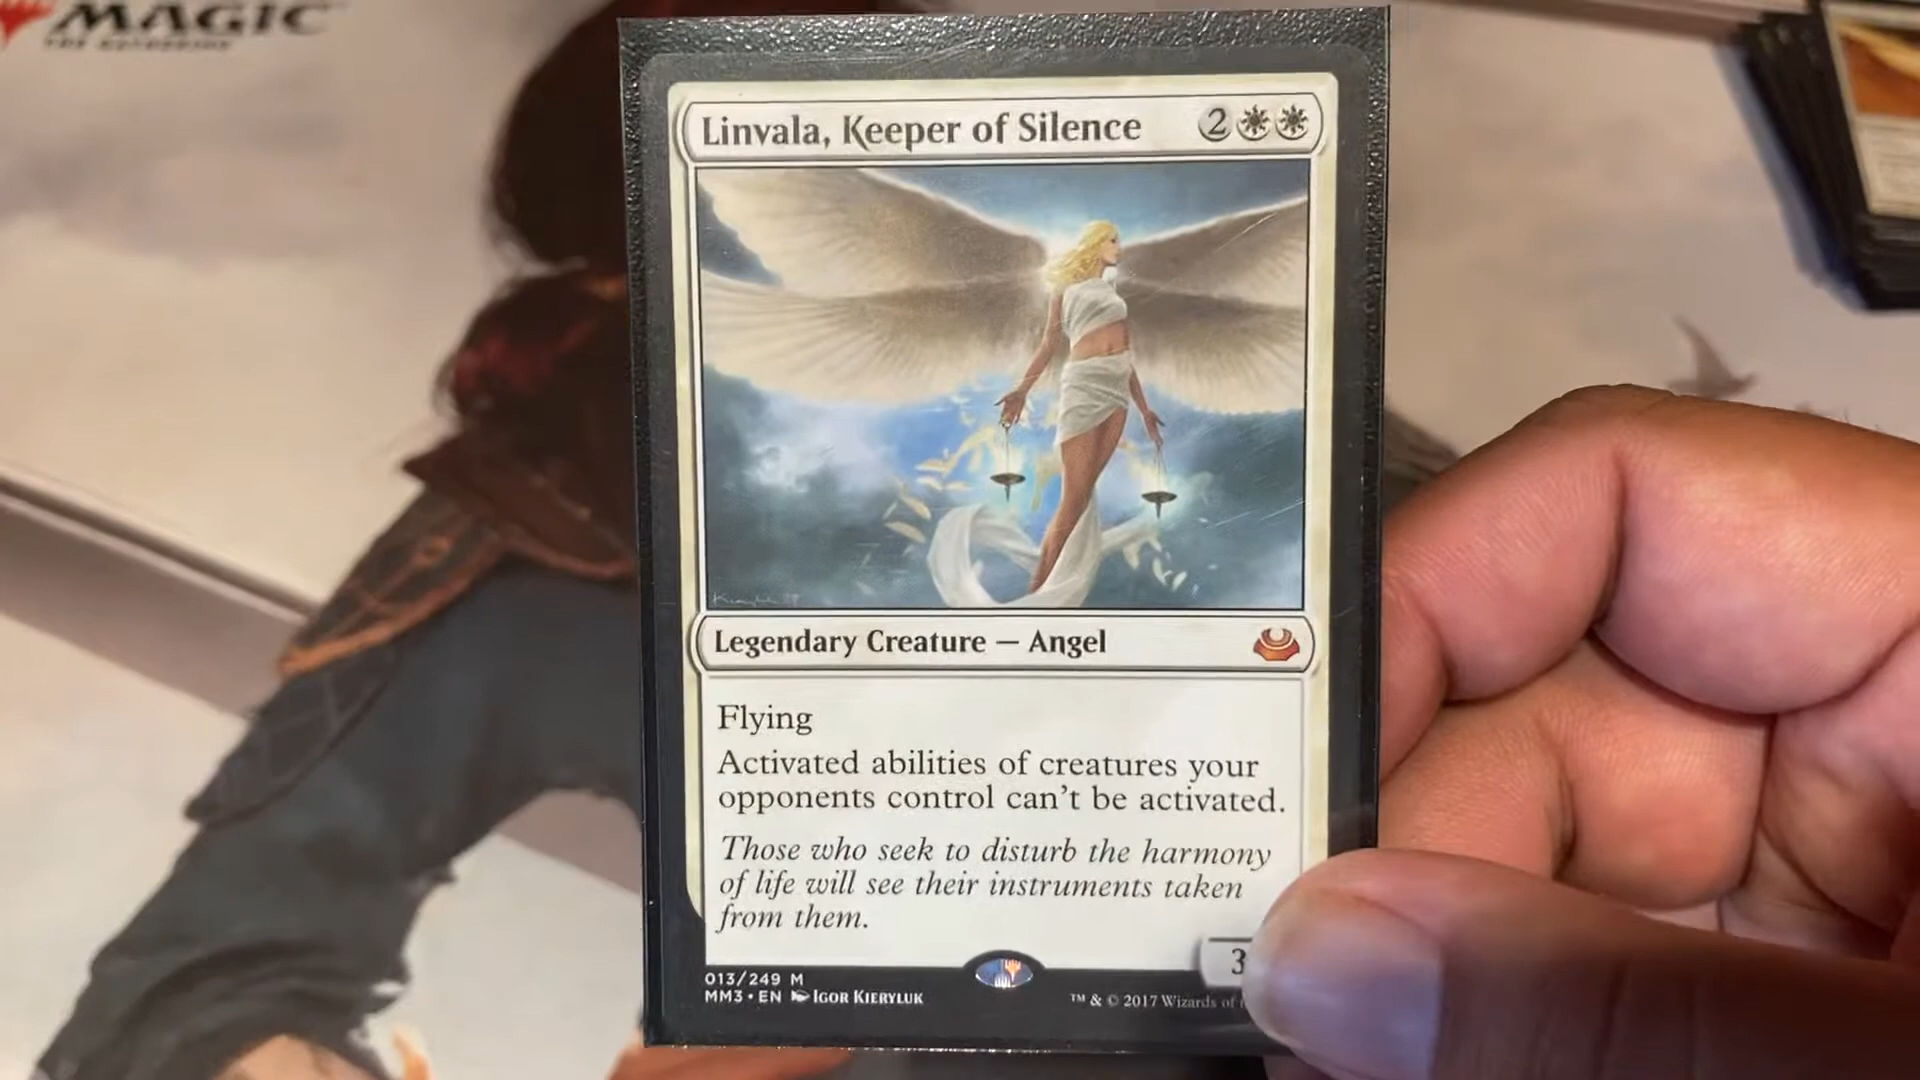 MAGIC
THE GATHERING
Linvala, Keeper of Silence 2
Legendary Creature — Angel
Flying
Activated abilities of creatures your
opponents control can't be activated.
Those who seek to disturb the harmony
of life will see their instruments taken
from them.
3
013/249 M
MM3 • EN IGOR KIERYLUK
™ & © 2017 Wizards of